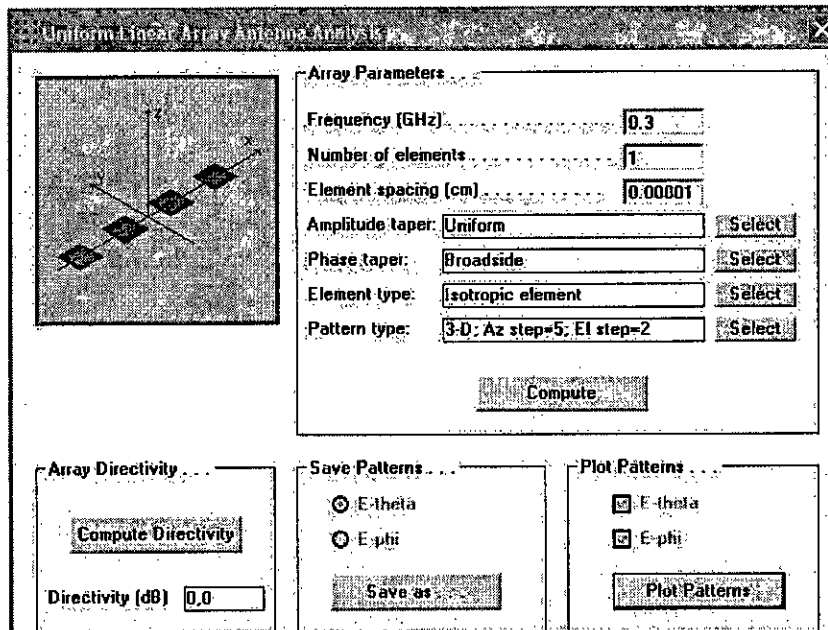 Uniform Linear Array Antenna Analysis
Z
X
Y
Array Parameters . . .
Frequency (GHz) 0.3
Number of elements 1
Element spacing (cm) 0.00001
Amplitude taper: Uniform Select
Phase taper: Broadside Select
Element type: Isotropic element Select
Pattern type: 3-D; Az step=5; El step=2 Select
Compute
Array Directivity . . .
Compute Directivity
Directivity (dB) 0,0
Save Patterns . . .
E-theta
E-phi
Save as . . .
Plot Patterns . . .
E-theta
E-phi
Plot Patterns